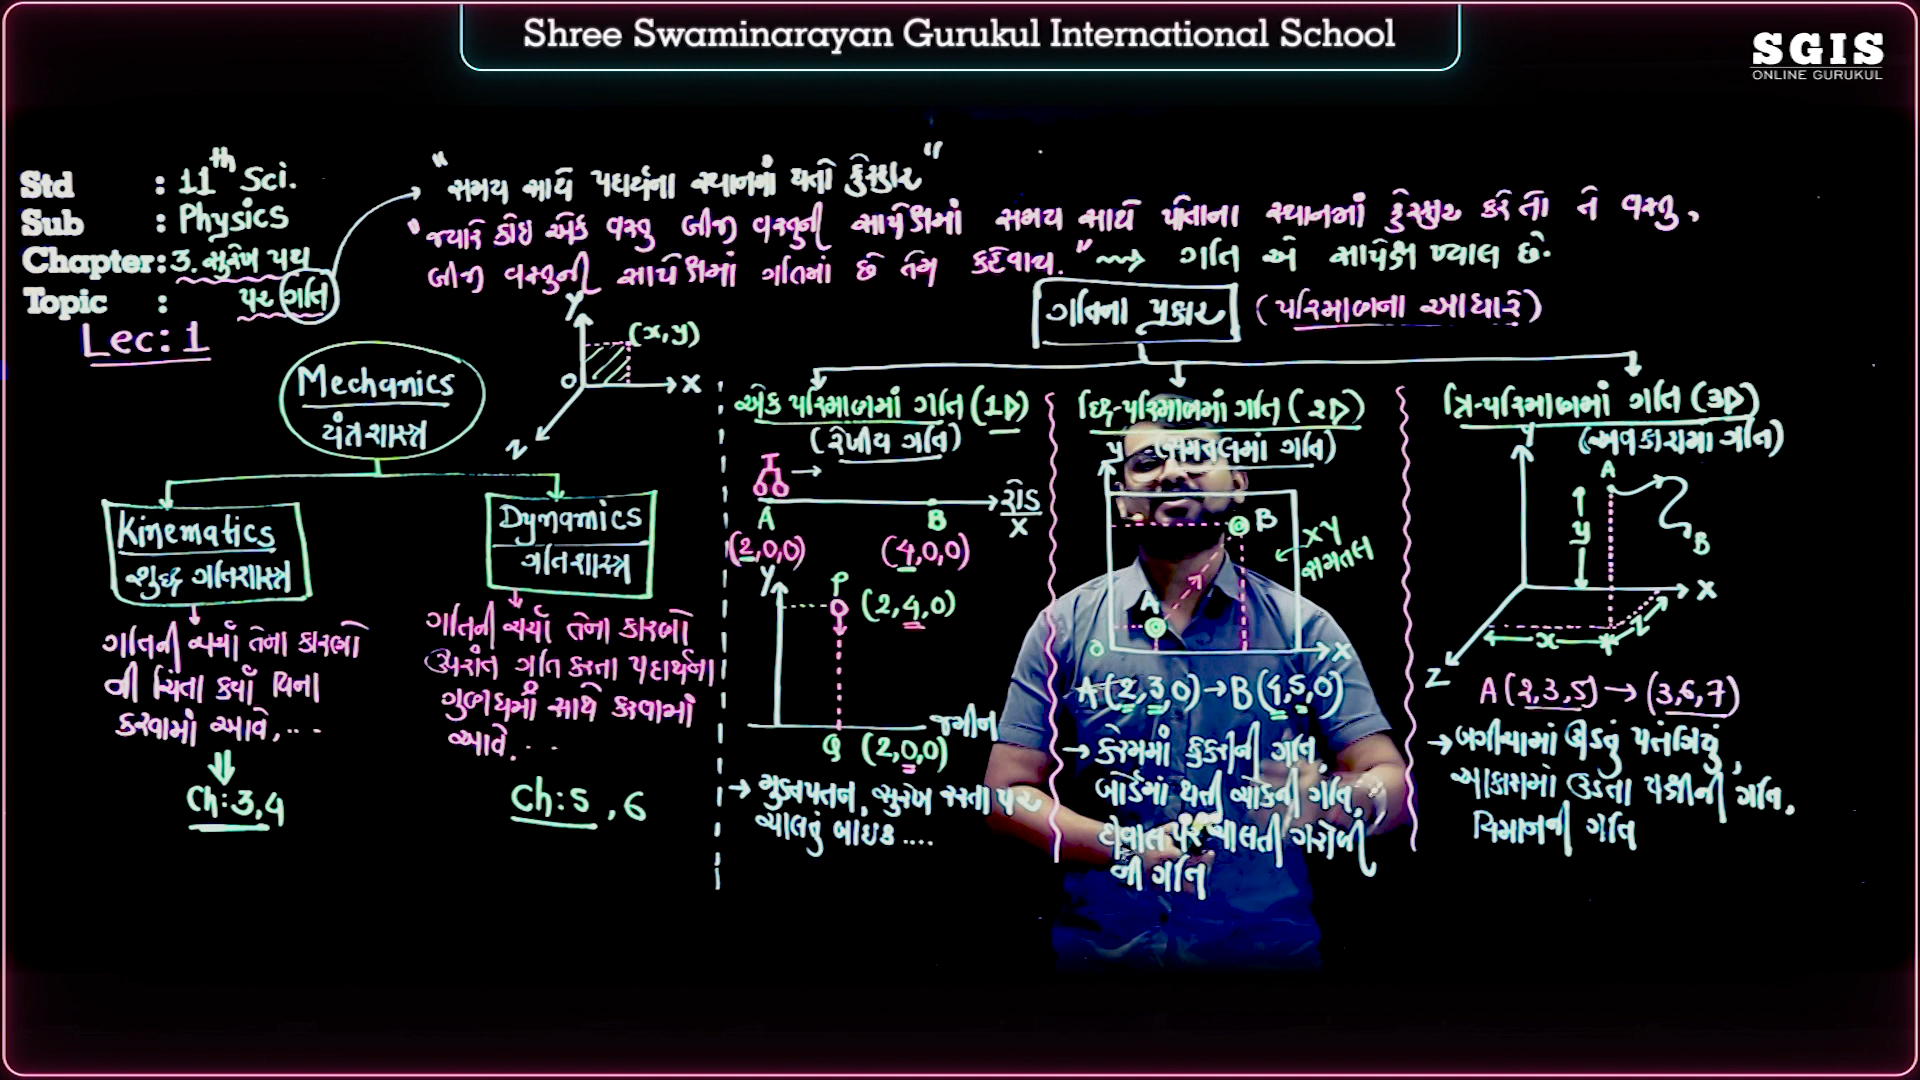 Shree Swaminarayan Gurukul International School
SGIS
ONLINE GURUKUL
Std : 11th Sci.
Sub : Physics
Chapter : 3. સુરેખ પથ
Topic : પર ગતિ
Lec: 1
"સમય સાથે પદાર્થના સ્થાનમાં થતો ફેરફાર"
"જ્યારે કોઇ એક વસ્તુ બીજી વસ્તુની સાપેક્ષમાં સમય સાથે પોતાના સ્થાનમાં ફેરફાર કરે તો તે વસ્તુ,
બીજી વસ્તુની સાપેક્ષમાં ગતિમાં છે તેમ કહેવાય." ⇝ ગતિ એ સાપેક્ષ ખ્યાલ છે.
Mechanics
યંત્રશાસ્ત્ર
Y
(x, y)
O
X
Z
Kinematics
શુદ્ધ ગતિશાસ્ત્ર
ગતિની ચર્ચા તેના કારણો
ની ચિંતા કર્યા વિના
કરવામાં આવે, ...
Ch: 3, 4
Dynamics
ગતિશાસ્ત્ર
ગતિની ચર્ચા તેના કારણો
ઉપરાંત ગતિ કરતા પદાર્થના
ગુણધર્મો સાથે કરવામાં
આવે. ...
Ch: 5, 6
ગતિના પ્રકાર (પરિમાણના આધારે)
એક પરિમાણમાં ગતિ (1D)
(રેખીય ગતિ)
A B
રોડ
X
(2,0,0) (4,0,0)
Y
P (2,4,0)
જમીન
Q (2,0,0)
→ મુક્તપતન, સુરેખ રસ્તા પર
ચાલતું બાઇક ....
દ્વિ-પરિમાણમાં ગતિ (2D)
(સમતલમાં ગતિ)
Y
B
XY
સમતલ
A
O X
A(2,3,0) → B(4,5,0)
→ કેરમમાં કુકરીની ગતિ,
બોર્ડમાં થતી ચોકની ગતિ,
દીવાલ પર ચાલતી ગરોળી
ની ગતિ
ત્રિ-પરિમાણમાં ગતિ (3D)
(અવકાશમાં ગતિ)
Y
A
y
B
X
x
z
Z
A(2,3,5) → (3,6,7)
→ બગીચામાં ઊડતું પતંગિયું,
આકાશમાં ઉડતા પક્ષીની ગતિ,
વિમાનની ગતિ